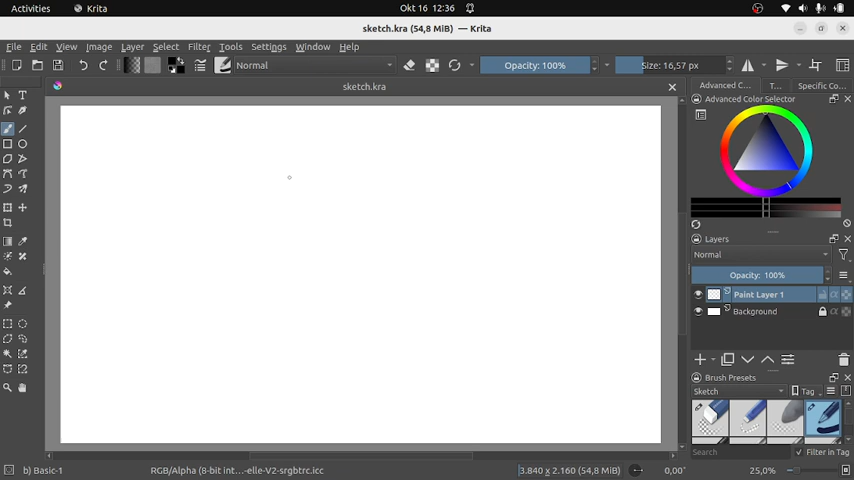 Activities Krita Okt 16 12:36
sketch.kra (54,8 MiB) — Krita
File Edit View Image Layer Select Filter Tools Settings Window Help
Normal Opacity: 100% Size: 16,57 px
sketch.kra
Advanced C... T... Specific Co...
Advanced Color Selector
Layers
Normal
Opacity: 100%
Paint Layer 1
Background
Brush Presets
Sketch Tag
Search Filter in Tag
b) Basic-1 RGB/Alpha (8-bit int...-elle-V2-srgbtrc.icc 3.840 x 2.160 (54,8 MiB) 0,00° 25,0%